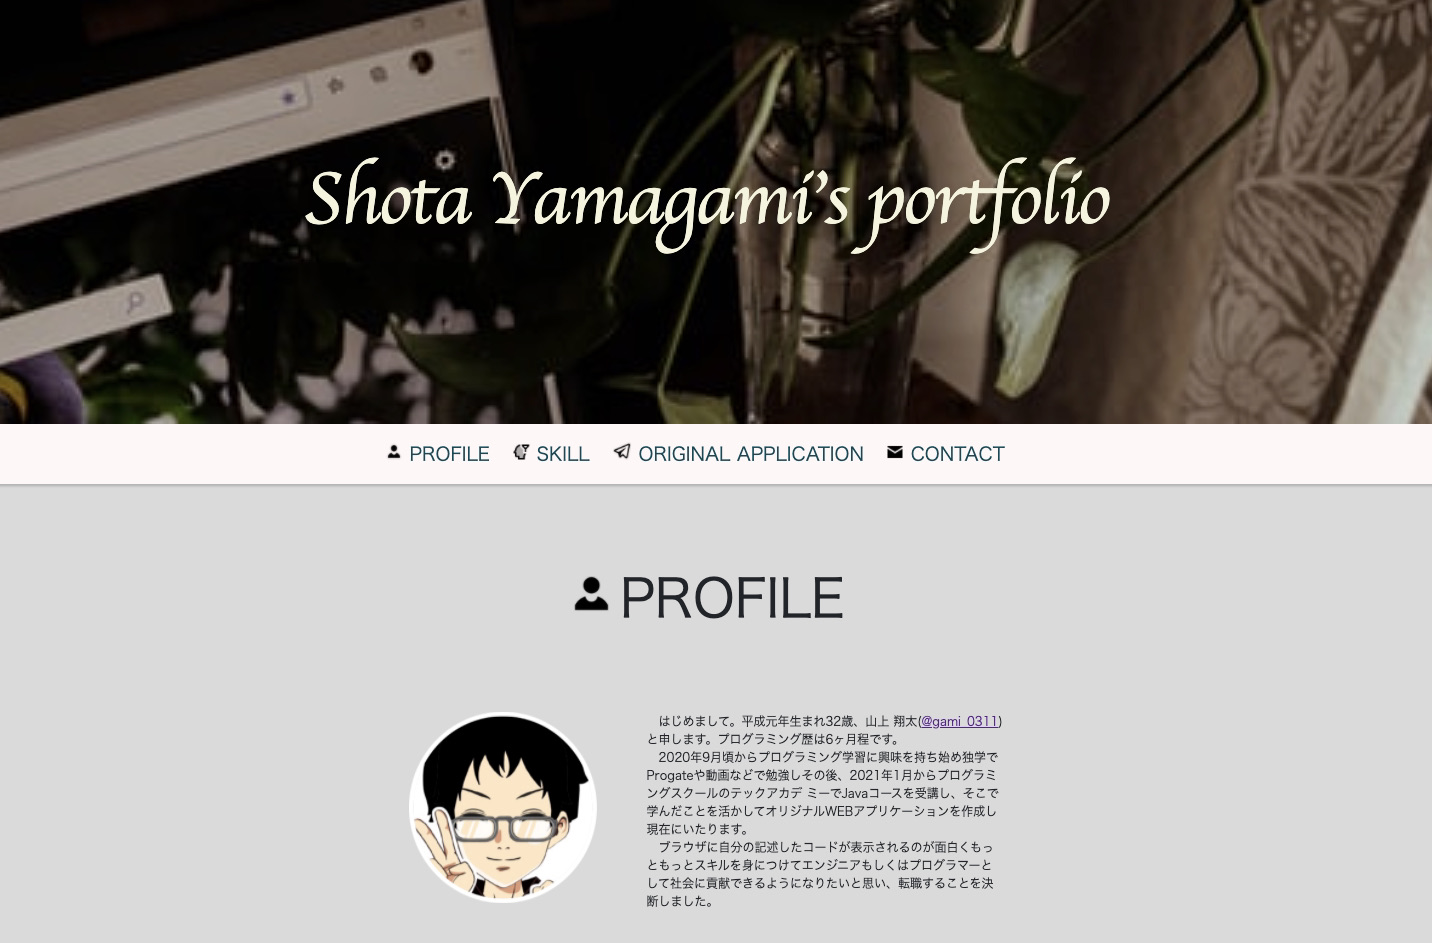 Shota Yamagami's portfolio
PROFILE SKILL ORIGINAL APPLICATION CONTACT
PROFILE
はじめまして。平成元年生まれ32歳、山上 翔太(@gami_0311)
と申します。プログラミング歴は6ヶ月程です。
2020年9月頃からプログラミング学習に興味を持ち始め独学で
Progateや動画などで勉強しその後、2021年1月からプログラミ
ングスクールのテックアカデ ミーでJavaコースを受講し、そこで
学んだことを活かしてオリジナルWEBアプリケーションを作成し
現在にいたります。
ブラウザに自分の記述したコードが表示されるのが面白くもっ
ともっとスキルを身につけてエンジニアもしくはプログラマーと
して社会に貢献できるようになりたいと思い、転職することを決
断しました。